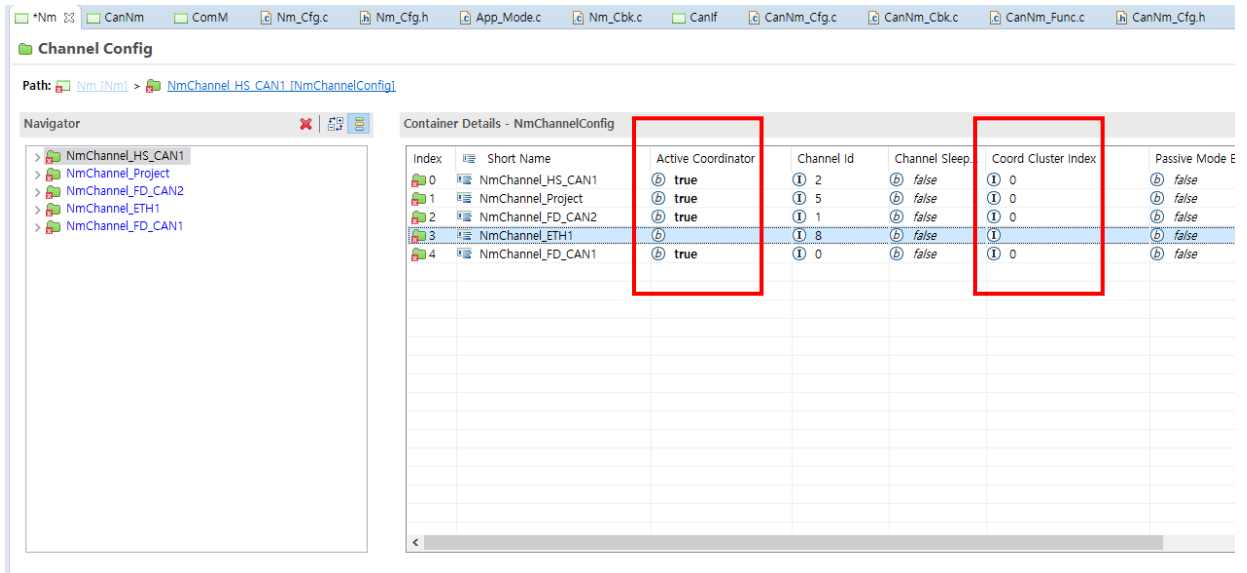 *Nm CanNm ComM Nm_Cfg.c Nm_Cfg.h App_Mode.c Nm_Cbk.c CanIf CanNm_Cfg.c CanNm_Cbk.c CanNm_Func.c CanNm_Cfg.h
Channel Config
Path: Nm [Nm] > NmChannel_HS_CAN1 [NmChannelConfig]
Navigator
NmChannel_HS_CAN1
NmChannel_Project
NmChannel_FD_CAN2
NmChannel_ETH1
NmChannel_FD_CAN1
Container Details - NmChannelConfig
Index Short Name Active Coordinator Channel Id Channel Sleep... Coord Cluster Index Passive Mode E
0 NmChannel_HS_CAN1 true 2 false 0 false
1 NmChannel_Project true 5 false 0 false
2 NmChannel_FD_CAN2 true 1 false 0 false
3 NmChannel_ETH1 8 false false
4 NmChannel_FD_CAN1 true 0 false 0 false